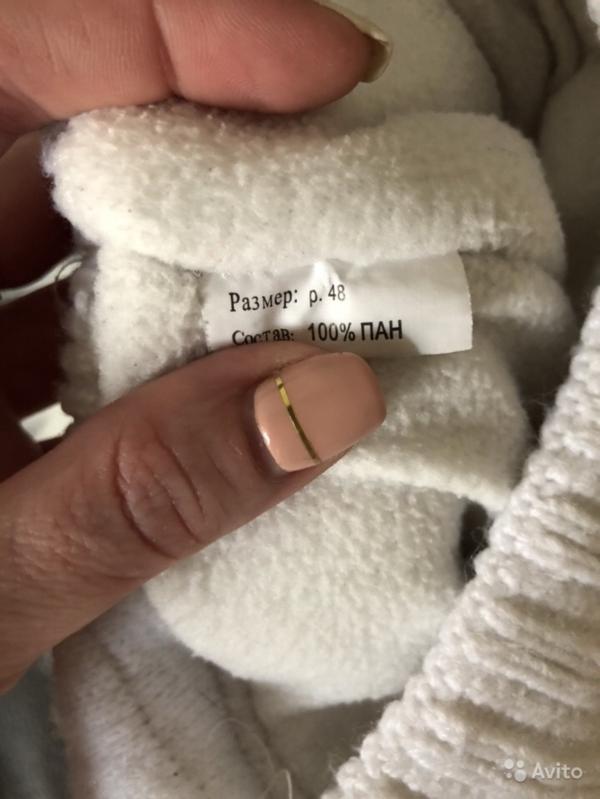 Размер: р. 48
Состав: 100% ПАН
Avito